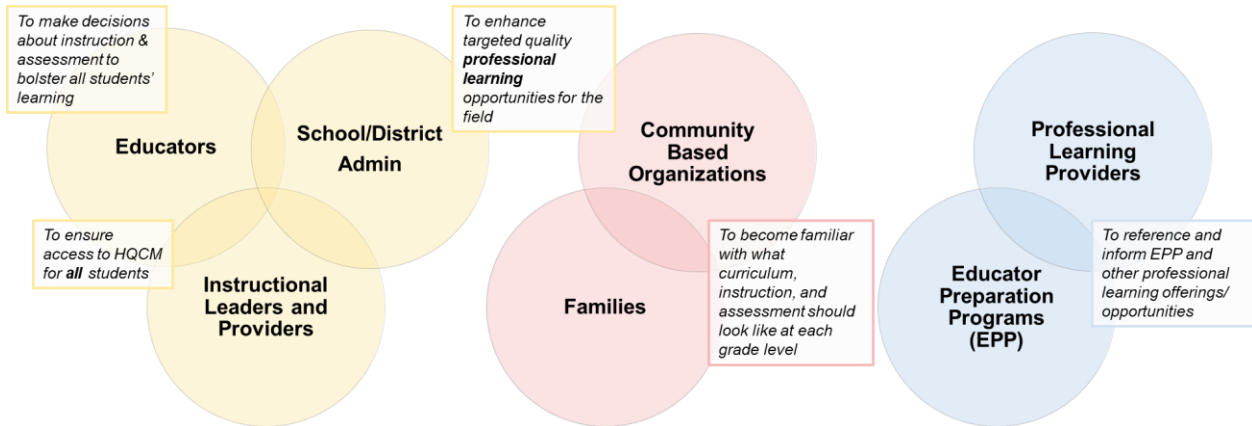 To make decisions
about instruction &
assessment to
bolster all students'
learning
Educators
School/District
Admin
To enhance
targeted quality
professional
learning
opportunities for the
field
To ensure
access to HQCM
for all students
Instructional
Leaders and
Providers
Community
Based
Organizations
Families
To become familiar
with what
curriculum,
instruction, and
assessment should
look like at each
grade level
Professional
Learning
Providers
Educator
Preparation
Programs
(EPP)
To reference and
inform EPP and
other professional
learning offerings/
opportunities